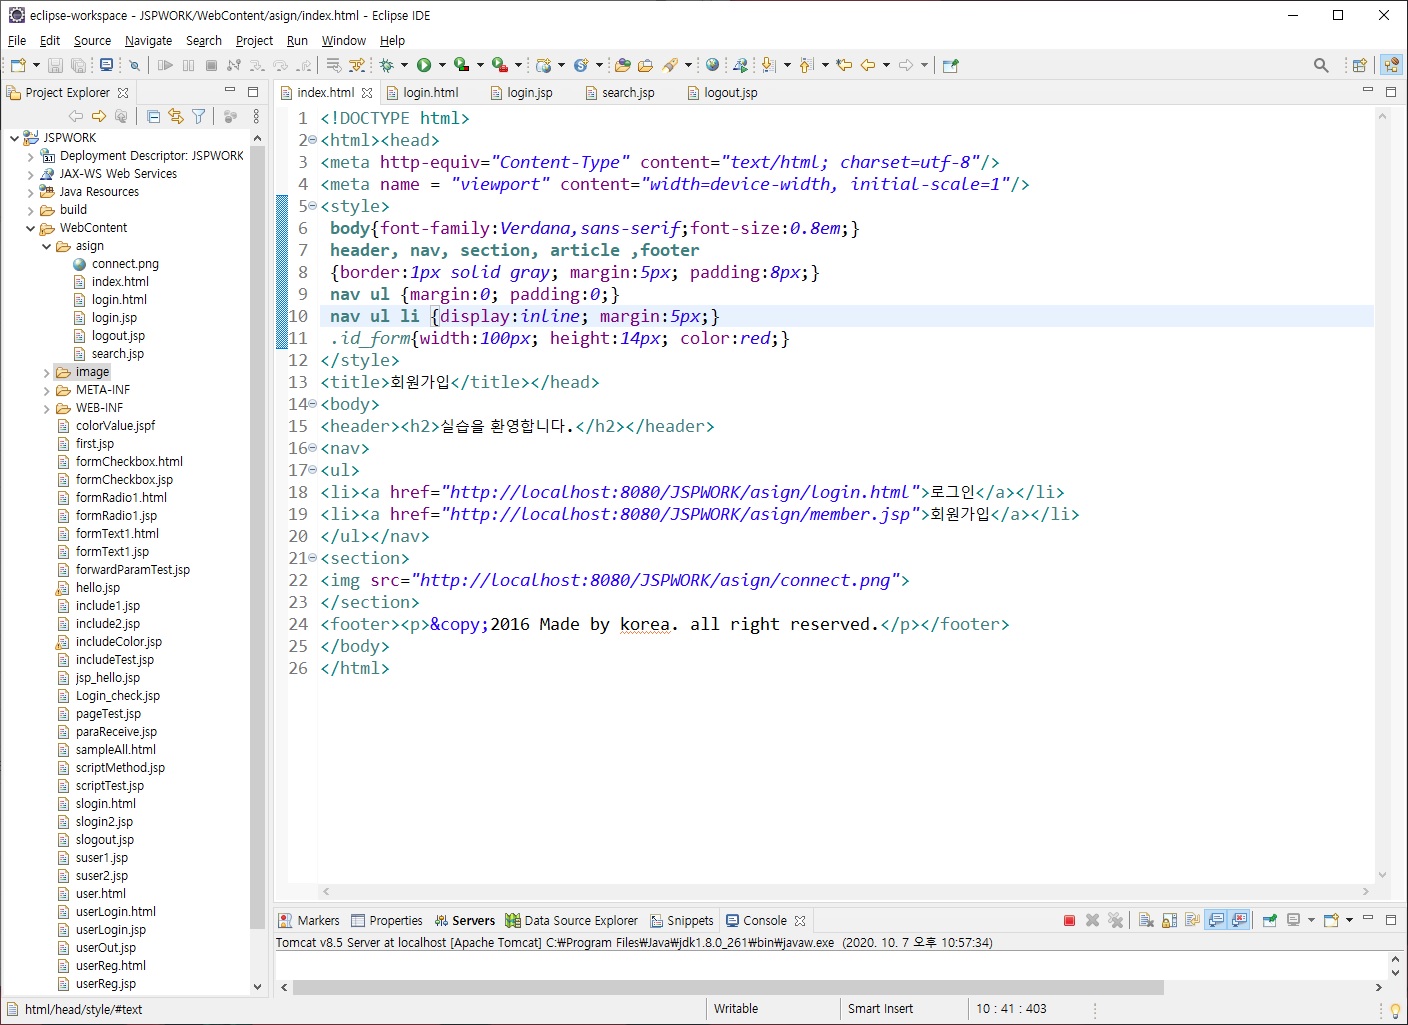 eclipse-workspace - JSPWORK/WebContent/asign/index.html - Eclipse IDE
File Edit Source Navigate Search Project Run Window Help
Project Explorer
index.html login.html login.jsp search.jsp logout.jsp
JSPWORK
Deployment Descriptor: JSPWORK
JAX-WS Web Services
Java Resources
build
WebContent
asign
connect.png
index.html
login.html
login.jsp
logout.jsp
search.jsp
image
META-INF
WEB-INF
colorValue.jspf
first.jsp
formCheckbox.html
formCheckbox.jsp
formRadio1.html
formRadio1.jsp
formText1.html
formText1.jsp
forwardParamTest.jsp
hello.jsp
include1.jsp
include2.jsp
includeColor.jsp
includeTest.jsp
jsp_hello.jsp
Login_check.jsp
pageTest.jsp
paraReceive.jsp
sampleAll.html
scriptMethod.jsp
scriptTest.jsp
slogin.html
slogin2.jsp
slogout.jsp
suser1.jsp
suser2.jsp
user.html
userLogin.html
userLogin.jsp
userOut.jsp
userReg.html
userReg.jsp
1 <!DOCTYPE html>
2 <html><head>
3 <meta http-equiv="Content-Type" content="text/html; charset=utf-8"/>
4 <meta name = "viewport" content="width=device-width, initial-scale=1"/>
5 <style>
6 body{font-family:Verdana,sans-serif;font-size:0.8em;}
7 header, nav, section, article ,footer
8 {border:1px solid gray; margin:5px; padding:8px;}
9 nav ul {margin:0; padding:0;}
10 nav ul li {display:inline; margin:5px;}
11 .id_form{width:100px; height:14px; color:red;}
12 </style>
13 <title>회원가입</title></head>
14 <body>
15 <header><h2>실습을 환영합니다.</h2></header>
16 <nav>
17 <ul>
18 <li><a href="http://localhost:8080/JSPWORK/asign/login.html">로그인</a></li>
19 <li><a href="http://localhost:8080/JSPWORK/asign/member.jsp">회원가입</a></li>
20 </ul></nav>
21 <section>
22 <img src="http://localhost:8080/JSPWORK/asign/connect.png">
23 </section>
24 <footer><p>&copy;2016 Made by korea. all right reserved.</p></footer>
25 </body>
26 </html>
Markers Properties Servers Data Source Explorer Snippets Console
Tomcat v8.5 Server at localhost [Apache Tomcat] C:₩Program Files₩Java₩jdk1.8.0_261₩bin₩javaw.exe (2020. 10. 7 오후 10:57:34)
html/head/style/#text Writable Smart Insert 10 : 41 : 403